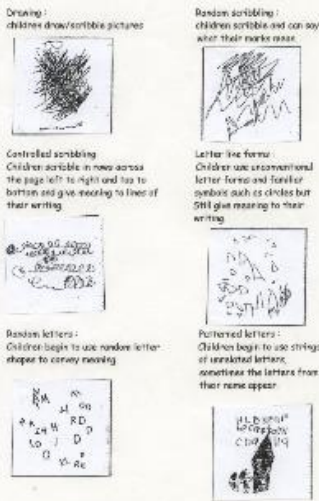 Drawing :
children draw/scribble pictures
Random scribbling :
children scribble and can say
what their marks mean
Controlled scribbling
Children scribble in rows across
the page left to right and top to
bottom and give meaning to lines of
their writing
Letter like forms :
Children use unconventional
letter forms and familiar
symbols such as circles but
Still give meaning to their
writing
Random letters :
Children begin to use random letter
shapes to convey meaning
Patterned letters :
Children begin to use strings
of unrelated letters,
sometimes the letters from
their name appear